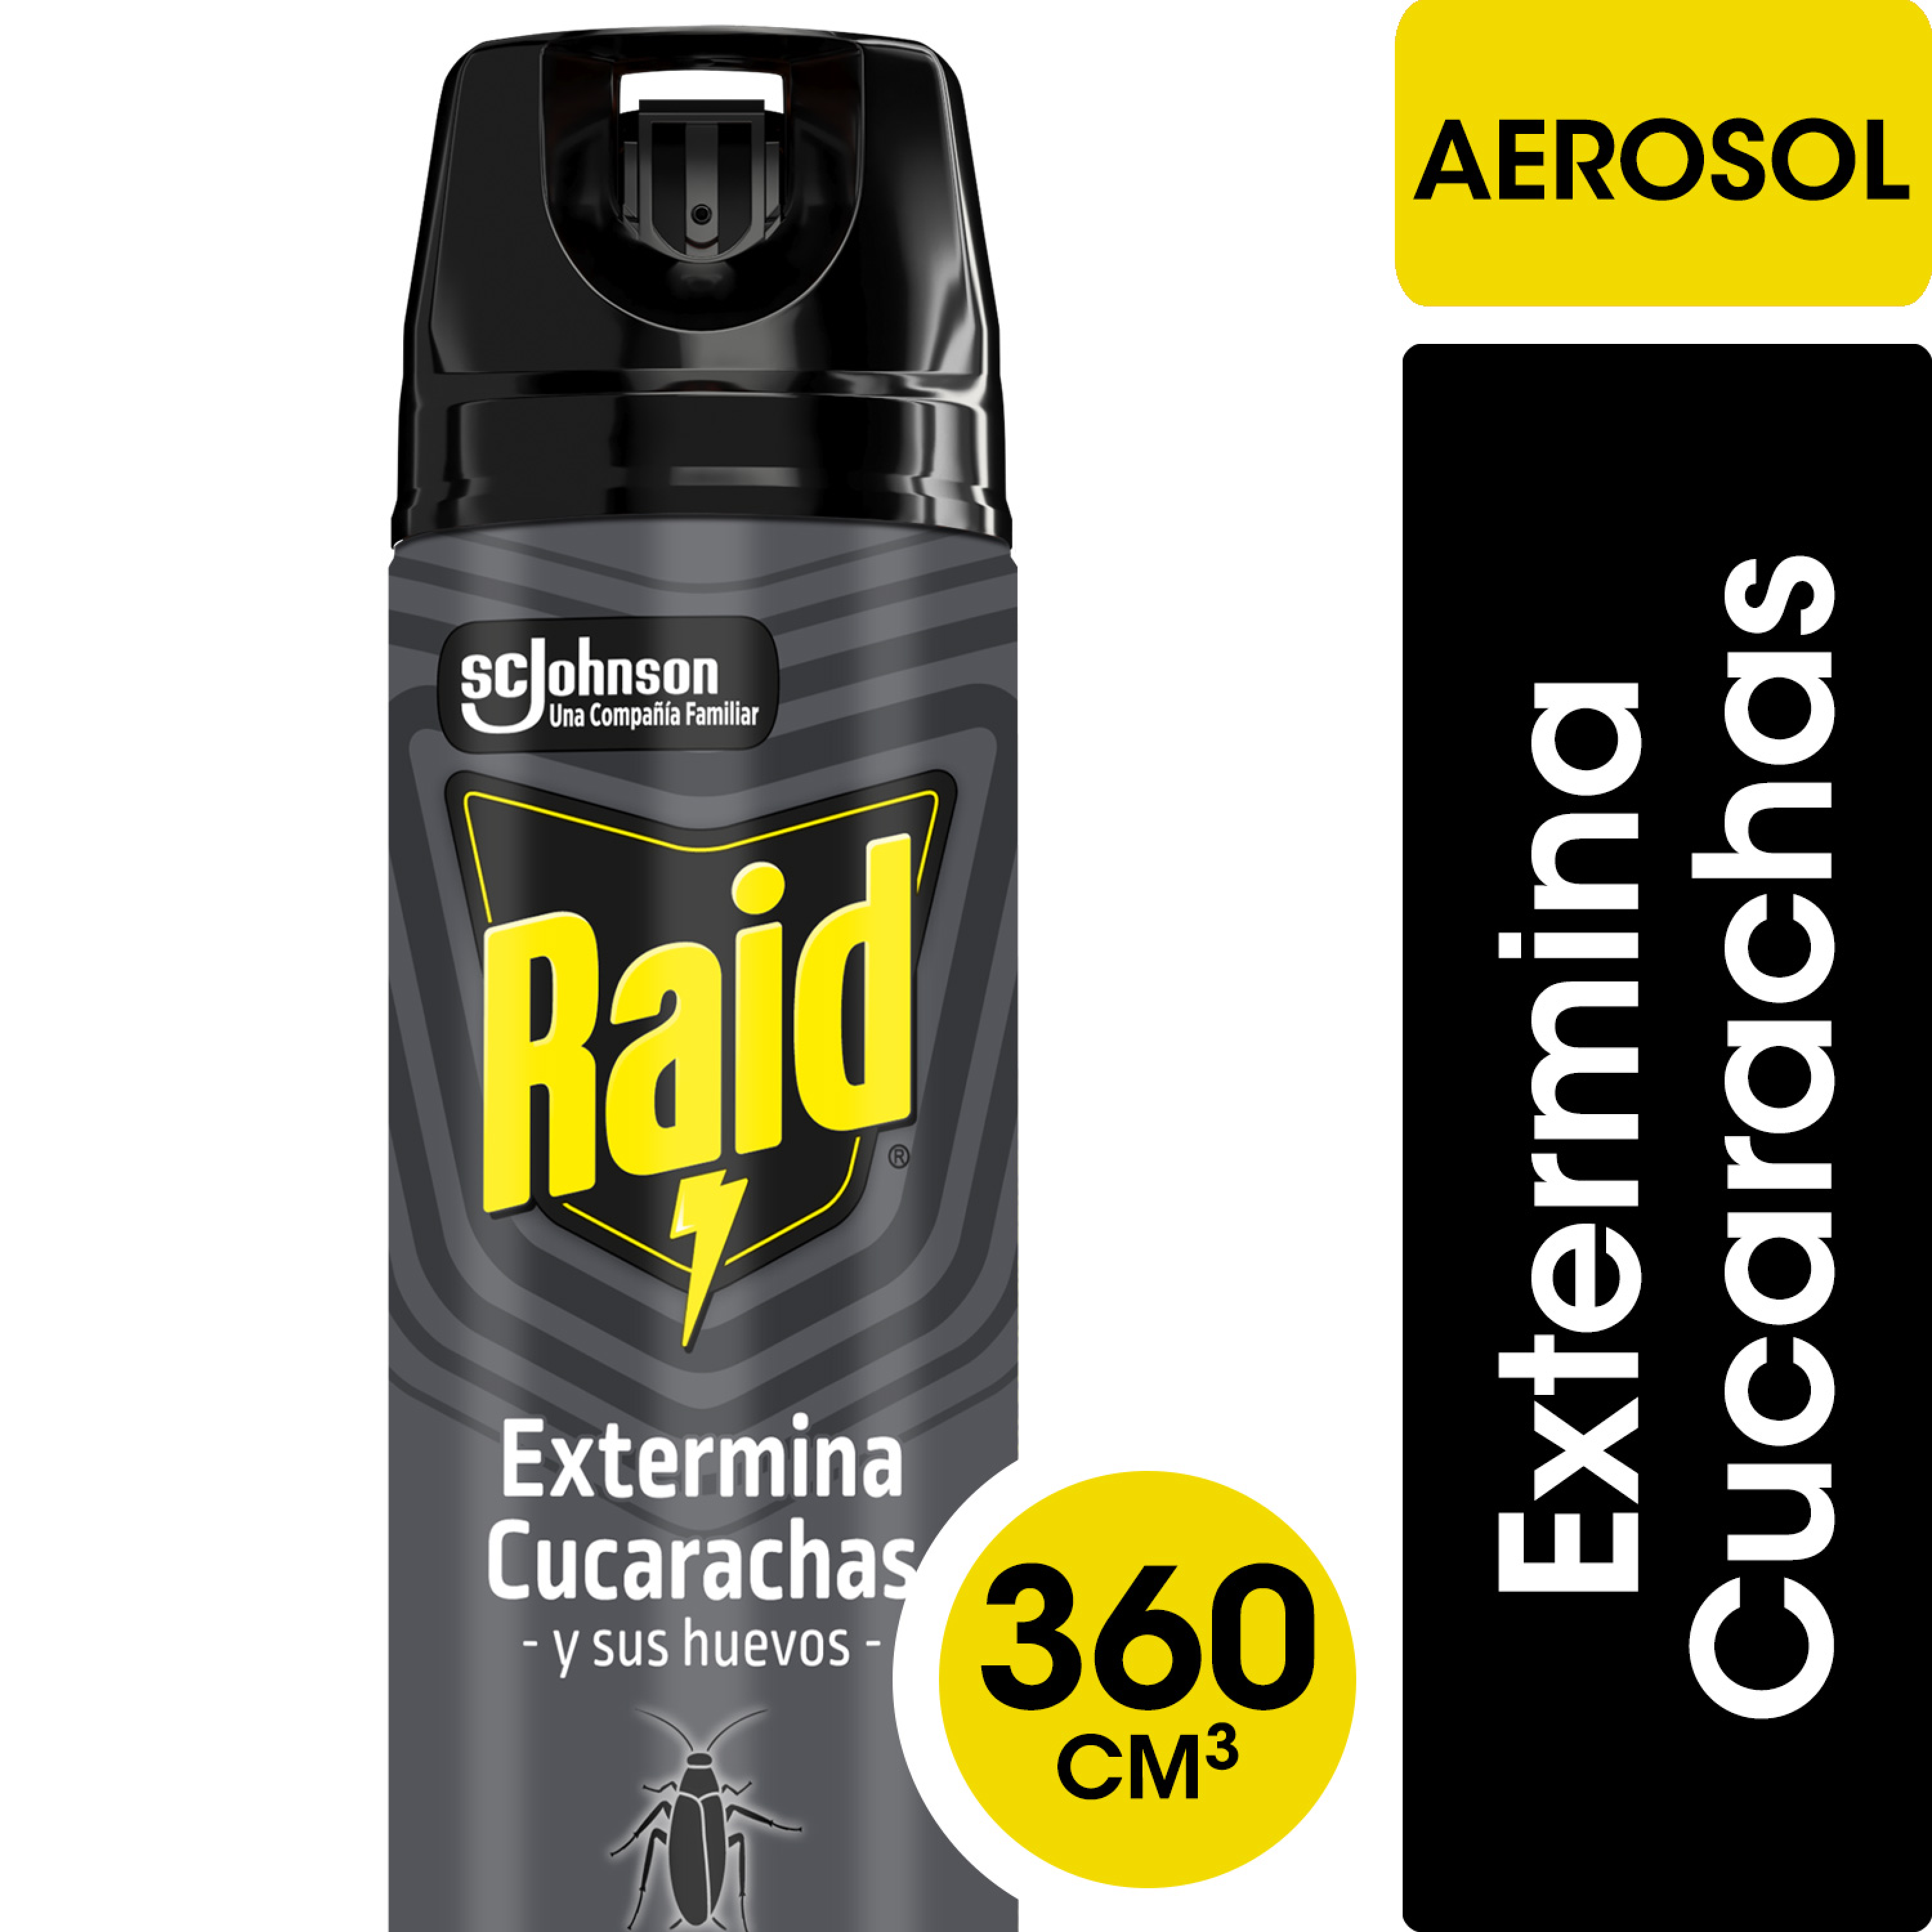 AEROSOL
Extermina
Cucarachas
scJohnson
Una Compañía Familiar
Raid
®
Extermina
Cucarachas
- y sus huevos -
360
CM³